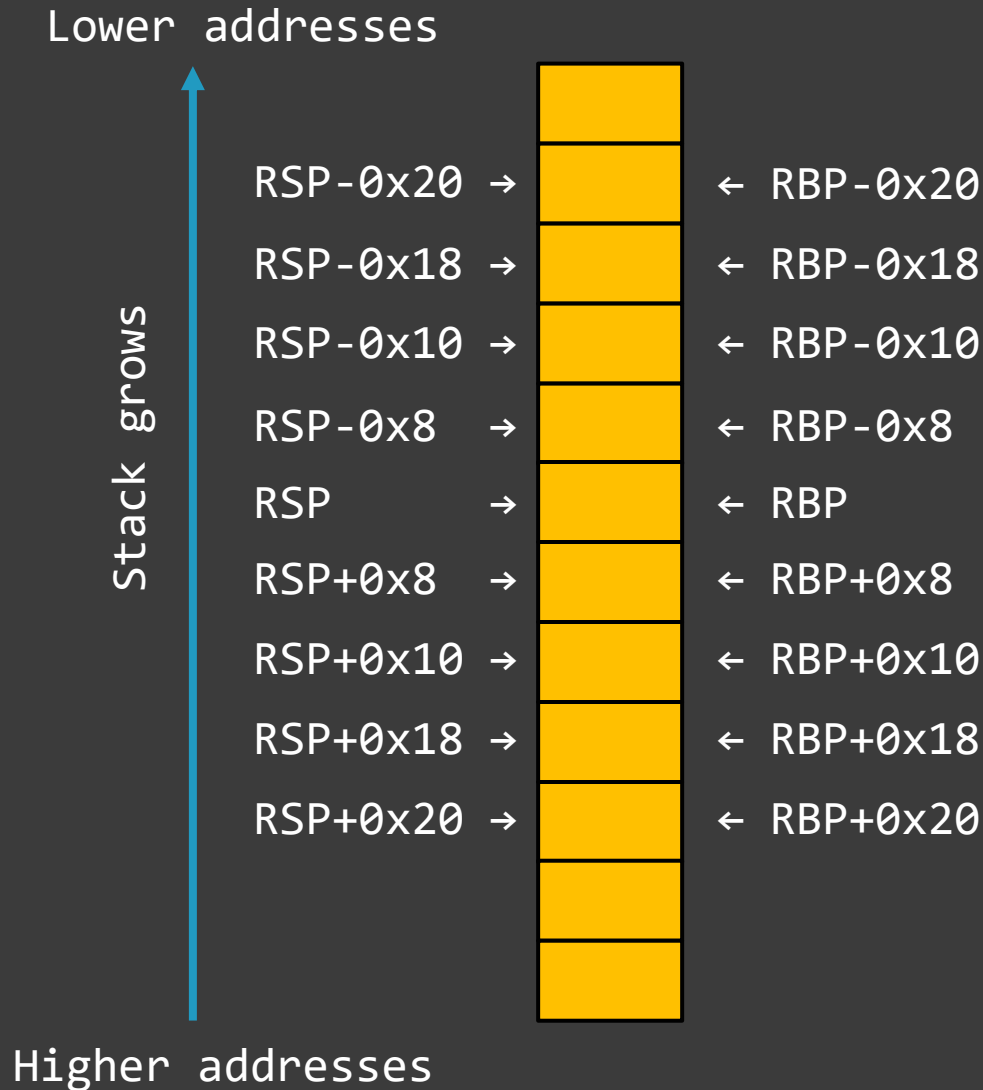 Lower addresses
Stack grows
RSP-0x20 → ← RBP-0x20
RSP-0x18 → ← RBP-0x18
RSP-0x10 → ← RBP-0x10
RSP-0x8 → ← RBP-0x8
RSP → ← RBP
RSP+0x8 → ← RBP+0x8
RSP+0x10 → ← RBP+0x10
RSP+0x18 → ← RBP+0x18
RSP+0x20 → ← RBP+0x20
Higher addresses